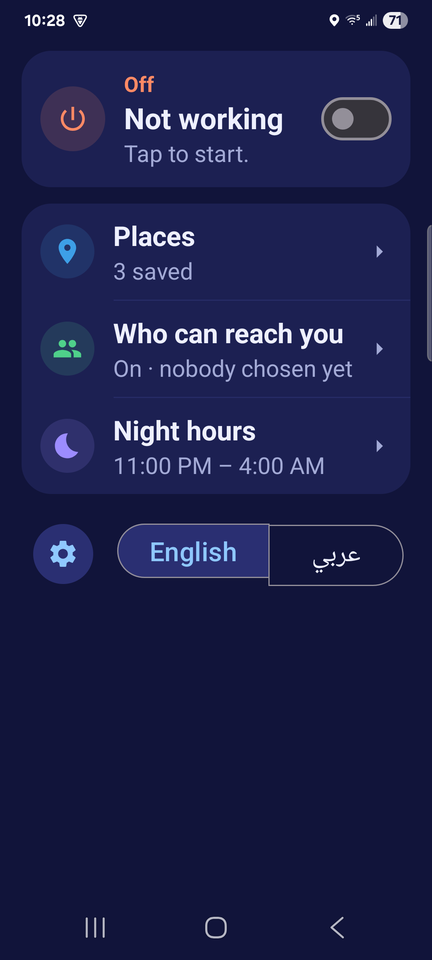 10:28
71
Off
Not working
Tap to start.
Places
3 saved
Who can reach you
On · nobody chosen yet
Night hours
11:00 PM – 4:00 AM
English
عربي